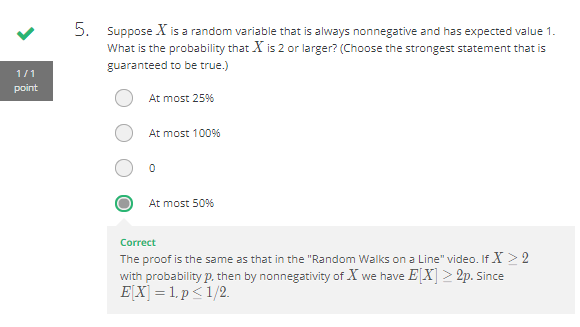 5. Suppose X is a random variable that is always nonnegative and has expected value 1.
What is the probability that X is 2 or larger? (Choose the strongest statement that is
guaranteed to be true.)
1 / 1
point
At most 25%
At most 100%
0
At most 50%
Correct
The proof is the same as that in the "Random Walks on a Line" video. If X ≥ 2
with probability p, then by nonnegativity of X we have E[X] ≥ 2p. Since
E[X] = 1, p ≤ 1/2.